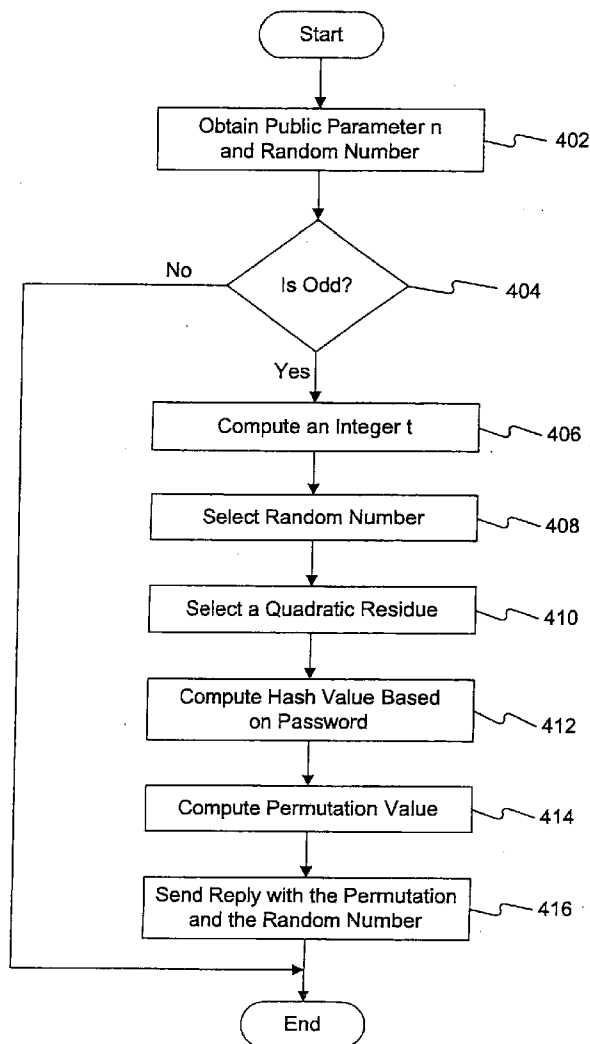 Start
Obtain Public Parameter n
and Random Number
402
No
Is Odd?
404
Yes
Compute an Integer t
406
Select Random Number
408
Select a Quadratic Residue
410
Compute Hash Value Based
on Password
412
Compute Permutation Value
414
Send Reply with the Permutation
and the Random Number
416
End